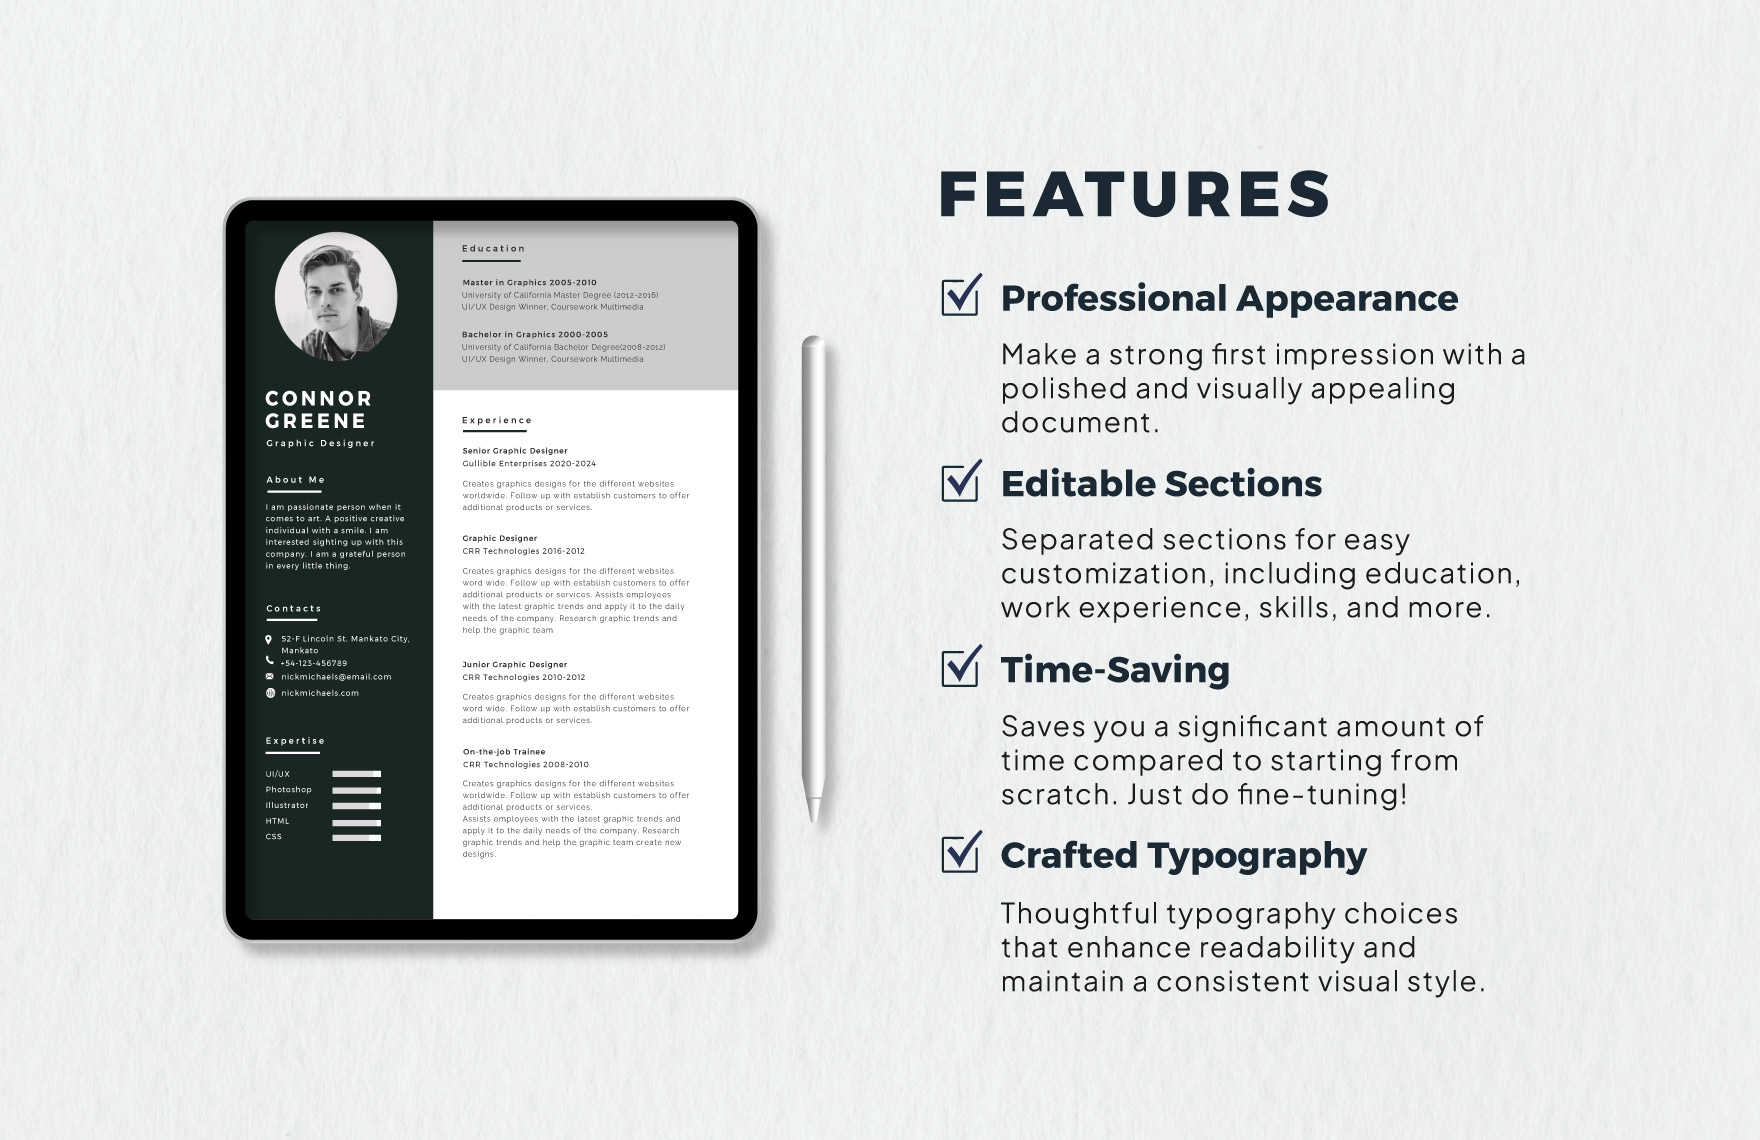 CONNOR
GREENE
Graphic Designer
About Me
I am passionate person when it
comes to art. A positive creative
individual with a smile. I am
interested sighting up with this
company. I am a grateful person
in every little thing.
Contacts
52-F Lincoln St. Mankato City,
Mankato
+54-123-456789
nickmichaels@email.com
nickmichaels.com
Expertise
UI/UX
Photoshop
Illustrator
HTML
CSS
Education
Master in Graphics 2005-2010
University of California Master Degree (2012-2016)
UI/UX Design Winner, Coursework Multimedia
Bachelor in Graphics 2000-2005
University of California Bachelor Degree(2008-2012)
UI/UX Design Winner, Coursework Multimedia
Experience
Senior Graphic Designer
Gullible Enterprises 2020-2024
Creates graphics designs for the different websites
worldwide. Follow up with establish customers to offer
additional products or services.
Graphic Designer
CRR Technologies 2016-2012
Creates graphics designs for the different websites
word wide. Follow up with establish customers to offer
additional products or services. Assists employees
with the latest graphic trends and apply it to the daily
needs of the company. Research graphic trends and
help the graphic team
Junior Graphic Designer
CRR Technologies 2010-2012
Creates graphics designs for the different websites
word wide. Follow up with establish customers to offer
additional products or services.
On-the-job Trainee
CRR Technologies 2008-2010
Creates graphics designs for the different websites
worldwide. Follow up with establish customers to offer
additional products or services.
Assists employees with the latest graphic trends and
apply it to the daily needs of the company. Research
graphic trends and help the graphic team create new
designs.
FEATURES
Professional Appearance
Make a strong first impression with a
polished and visually appealing
document.
Editable Sections
Separated sections for easy
customization, including education,
work experience, skills, and more.
Time-Saving
Saves you a significant amount of
time compared to starting from
scratch. Just do fine-tuning!
Crafted Typography
Thoughtful typography choices
that enhance readability and
maintain a consistent visual style.